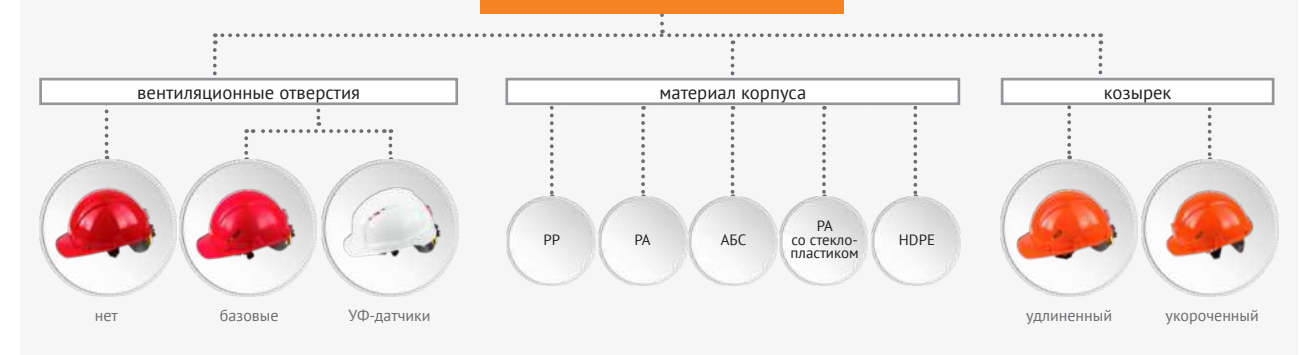 вентиляционные отверстия
материал корпуса
козырек
PP
PA
АБС
PA
со стекло-
пластиком
HDPE
нет
базовые
УФ-датчики
удлиненный
укороченный